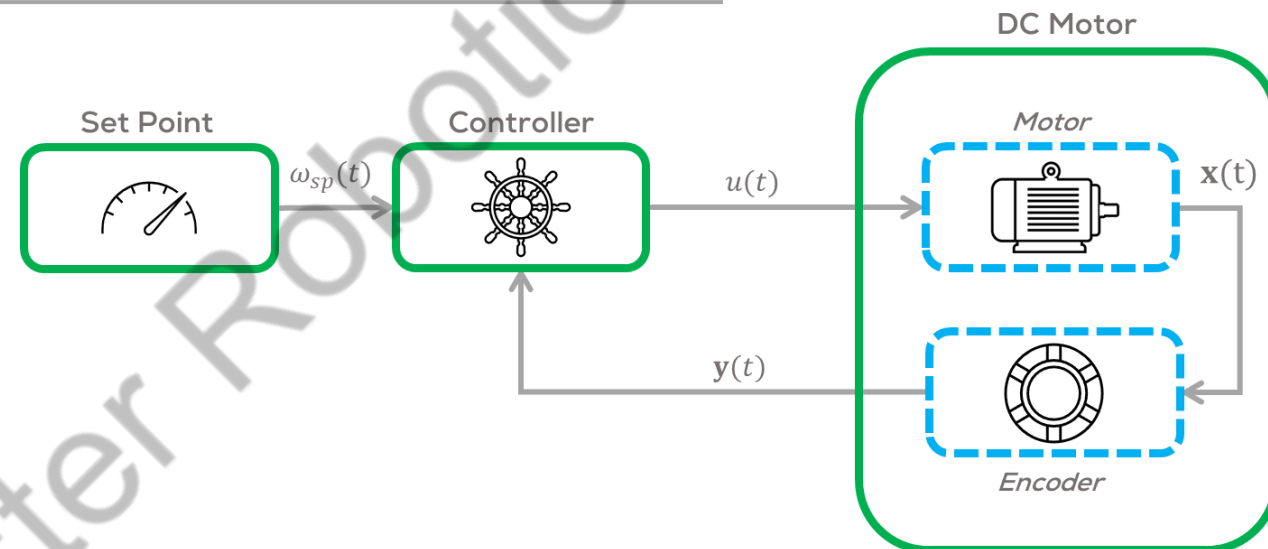 DC Motor
Set Point
Controller
Motor
ω_sp(t)
u(t)
𝐱(t)
𝐲(t)
Encoder